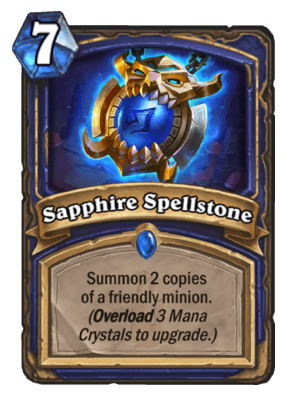 7
Sapphire Spellstone
Summon 2 copies
of a friendly minion.
(Overload 3 Mana
Crystals to upgrade.)